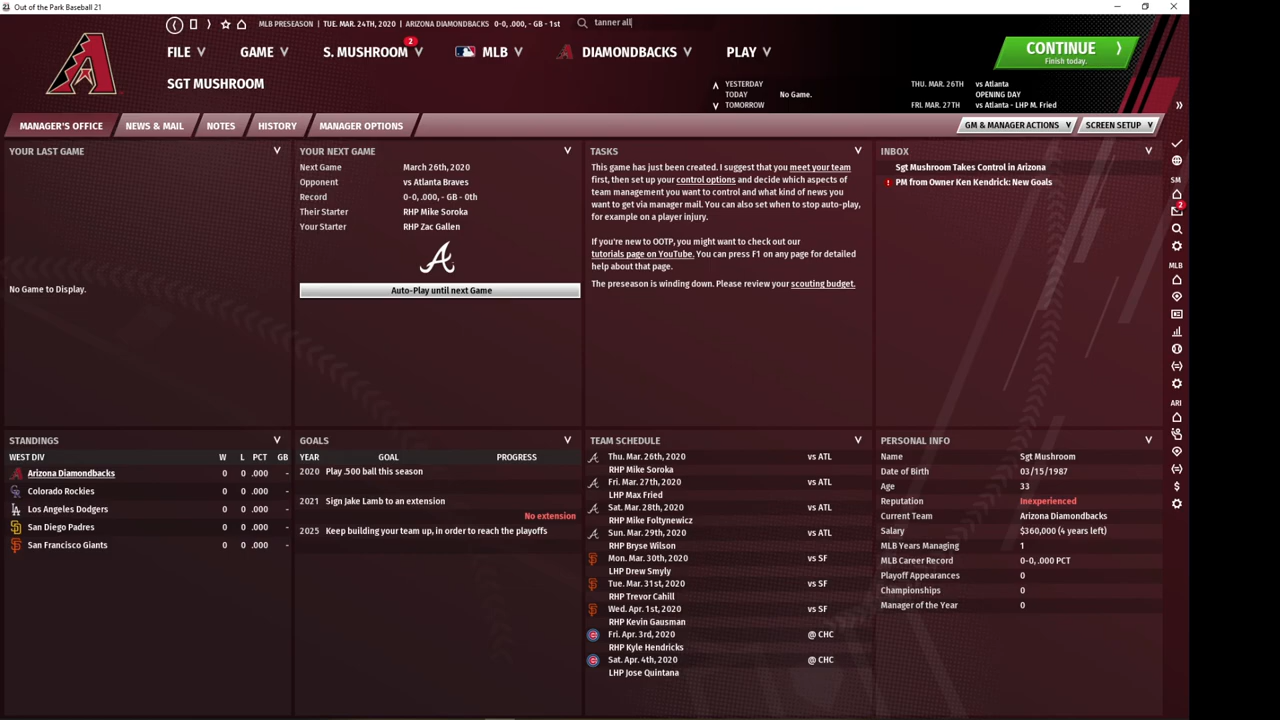 Out of the Park Baseball 21
MLB PRESEASON | TUE. MAR. 24TH, 2020 | ARIZONA DIAMONDBACKS 0-0, .000, - GB - 1st
tanner all
FILE GAME S. MUSHROOM 2 MLB DIAMONDBACKS PLAY
CONTINUE
Finish today.
SGT MUSHROOM
YESTERDAY
TODAY No Game.
TOMORROW
THU. MAR. 26TH vs Atlanta
OPENING DAY
FRI. MAR. 27TH vs Atlanta - LHP M. Fried
MANAGER'S OFFICE NEWS & MAIL NOTES HISTORY MANAGER OPTIONS
GM & MANAGER ACTIONS SCREEN SETUP
YOUR LAST GAME
No Game to Display.
YOUR NEXT GAME
Next Game March 26th, 2020
Opponent vs Atlanta Braves
Record 0-0, .000, - GB - 0th
Their Starter RHP Mike Soroka
Your Starter RHP Zac Gallen
Auto-Play until next Game
TASKS
This game has just been created. I suggest that you meet your team
first, then set up your control options and decide which aspects of
team management you want to control and what kind of news you
want to get via manager mail. You can also set when to stop auto-play,
for example on a player injury.
If you're new to OOTP, you might want to check out our
tutorials page on YouTube. You can press F1 on any page for detailed
help about that page.
The preseason is winding down. Please review your scouting budget.
INBOX
Sgt Mushroom Takes Control in Arizona
! PM from Owner Ken Kendrick: New Goals
SM
2
MLB
ARI
$
STANDINGS
WEST DIV W L PCT GB
Arizona Diamondbacks 0 0 .000 -
Colorado Rockies 0 0 .000 -
Los Angeles Dodgers 0 0 .000 -
San Diego Padres 0 0 .000 -
San Francisco Giants 0 0 .000 -
GOALS
YEAR GOAL PROGRESS
2020 Play .500 ball this season
2021 Sign Jake Lamb to an extension
No extension
2025 Keep building your team up, in order to reach the playoffs
TEAM SCHEDULE
Thu. Mar. 26th, 2020 vs ATL
RHP Mike Soroka
Fri. Mar. 27th, 2020 vs ATL
LHP Max Fried
Sat. Mar. 28th, 2020 vs ATL
RHP Mike Foltynewicz
Sun. Mar. 29th, 2020 vs ATL
RHP Bryse Wilson
Mon. Mar. 30th, 2020 vs SF
LHP Drew Smyly
Tue. Mar. 31st, 2020 vs SF
RHP Trevor Cahill
Wed. Apr. 1st, 2020 vs SF
RHP Kevin Gausman
Fri. Apr. 3rd, 2020 @ CHC
RHP Kyle Hendricks
Sat. Apr. 4th, 2020 @ CHC
LHP Jose Quintana
PERSONAL INFO
Name Sgt Mushroom
Date of Birth 03/15/1987
Age 33
Reputation Inexperienced
Current Team Arizona Diamondbacks
Salary $360,000 (4 years left)
MLB Years Managing 1
MLB Career Record 0-0, .000 PCT
Playoff Appearances 0
Championships 0
Manager of the Year 0